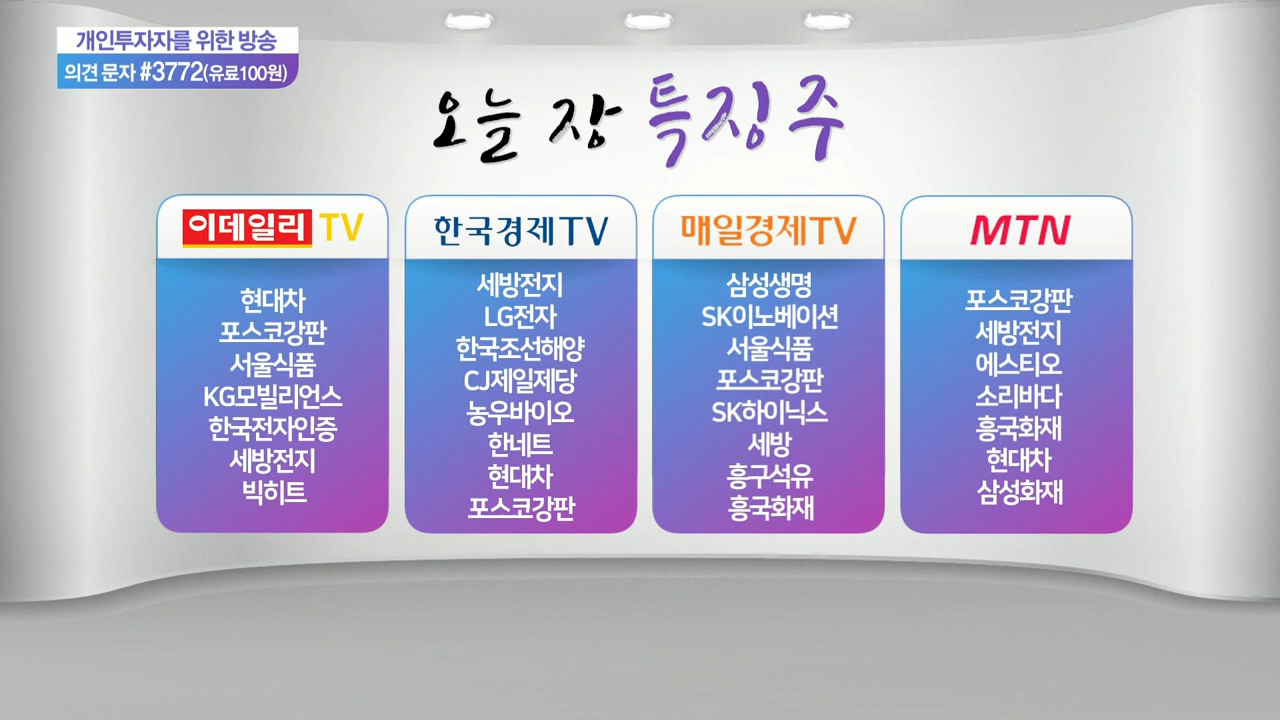 개인투자자를 위한 방송
의견 문자 #3772(유료100원)
오늘 장 특징주
이데일리 TV
현대차
포스코강판
서울식품
KG모빌리언스
한국전자인증
세방전지
빅히트
한국경제TV
세방전지
LG전자
한국조선해양
CJ제일제당
농우바이오
한네트
현대차
포스코강판
매일경제TV
삼성생명
SK이노베이션
서울식품
포스코강판
SK하이닉스
세방
흥구석유
흥국화재
MTN
포스코강판
세방전지
에스티오
소리바다
흥국화재
현대차
삼성화재